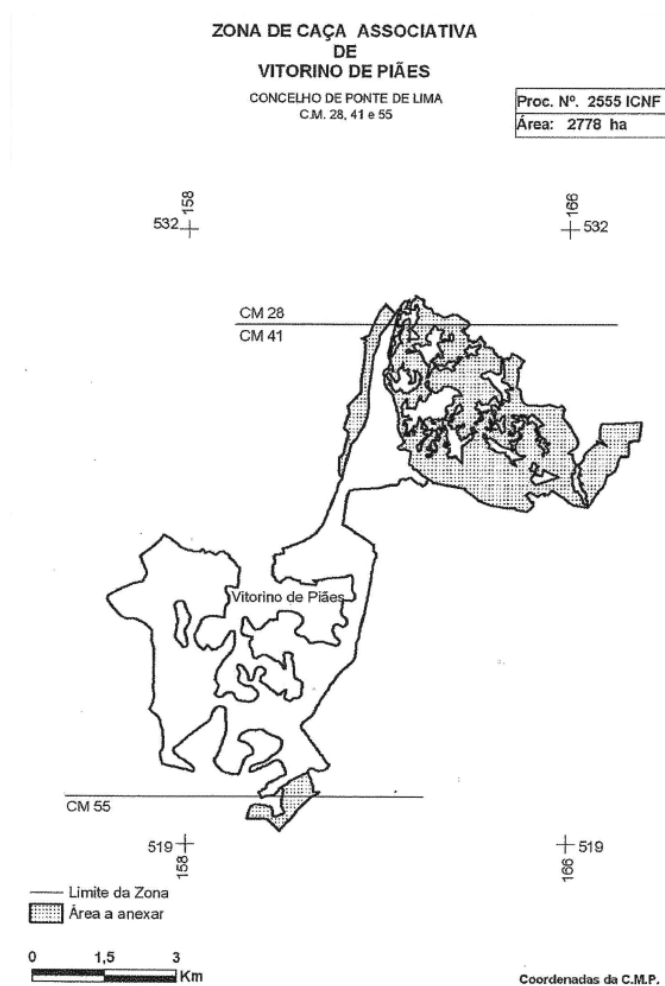 ZONA DE CAÇA ASSOCIATIVA
DE
VITORINO DE PIÃES
CONCELHO DE PONTE DE LIMA
C.M. 28, 41 e 55
Proc. Nº. 2555 ICNF
Área: 2778 ha
158
532
166
532
CM 28
CM 41
Vitorino de Piães
CM 55
519
158
519
166
Limite da Zona
Área a anexar
0 1,5 3
Km
Coordenadas da C.M.P.